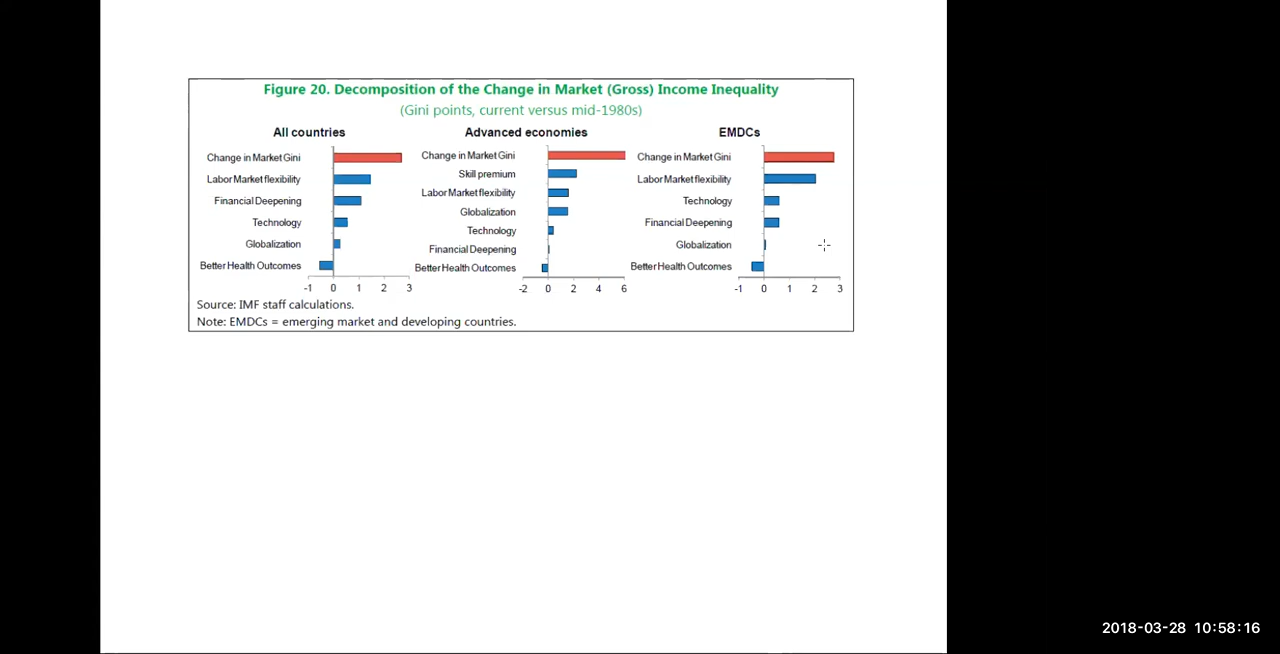 Figure 20. Decomposition of the Change in Market (Gross) Income Inequality
(Gini points, current versus mid-1980s)
All countries
Change in Market Gini
Labor Market flexibility
Financial Deepening
Technology
Globalization
Better Health Outcomes
-1 0 1 2 3
Advanced economies
Change in Market Gini
Skill premium
Labor Market flexibility
Globalization
Technology
Financial Deepening
Better Health Outcomes
-2 0 2 4 6
EMDCs
Change in Market Gini
Labor Market flexibility
Technology
Financial Deepening
Globalization
Better Health Outcomes
-1 0 1 2 3
Source: IMF staff calculations.
Note: EMDCs = emerging market and developing countries.
2018-03-28 10:58:16